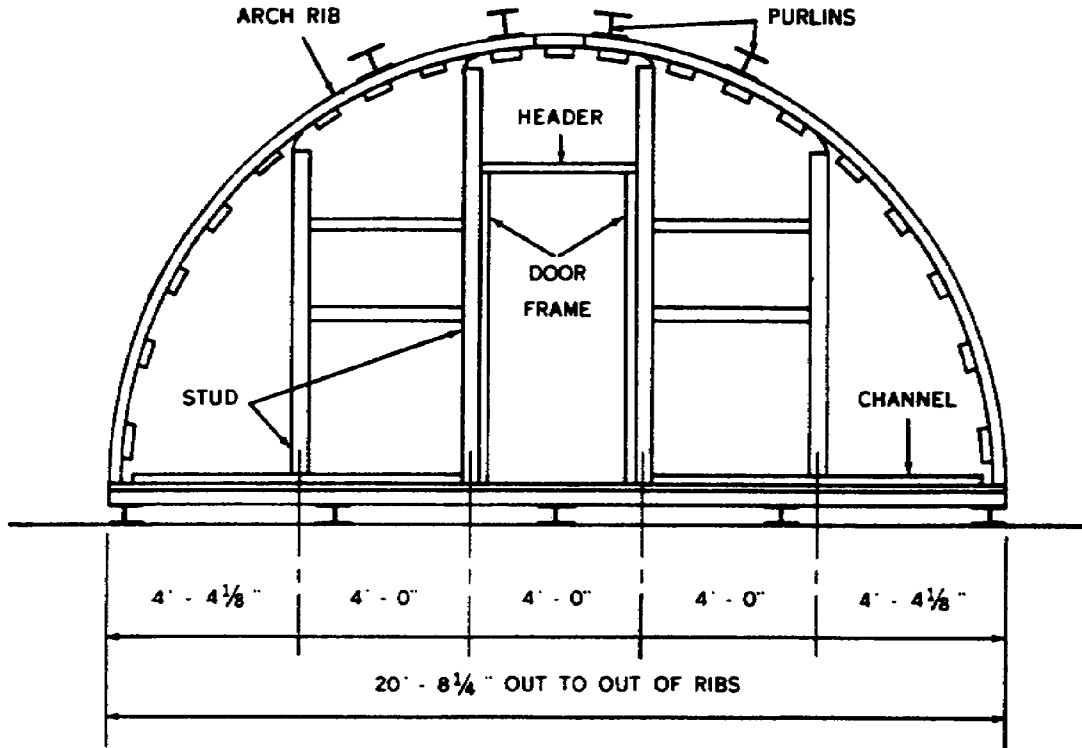 ARCH RIB
PURLINS
HEADER
DOOR
FRAME
STUD
CHANNEL
4' - 4 1/8" 4' - 0" 4' - 0" 4' - 0" 4' - 4 1/8"
20' - 8 1/4" OUT TO OUT OF RIBS